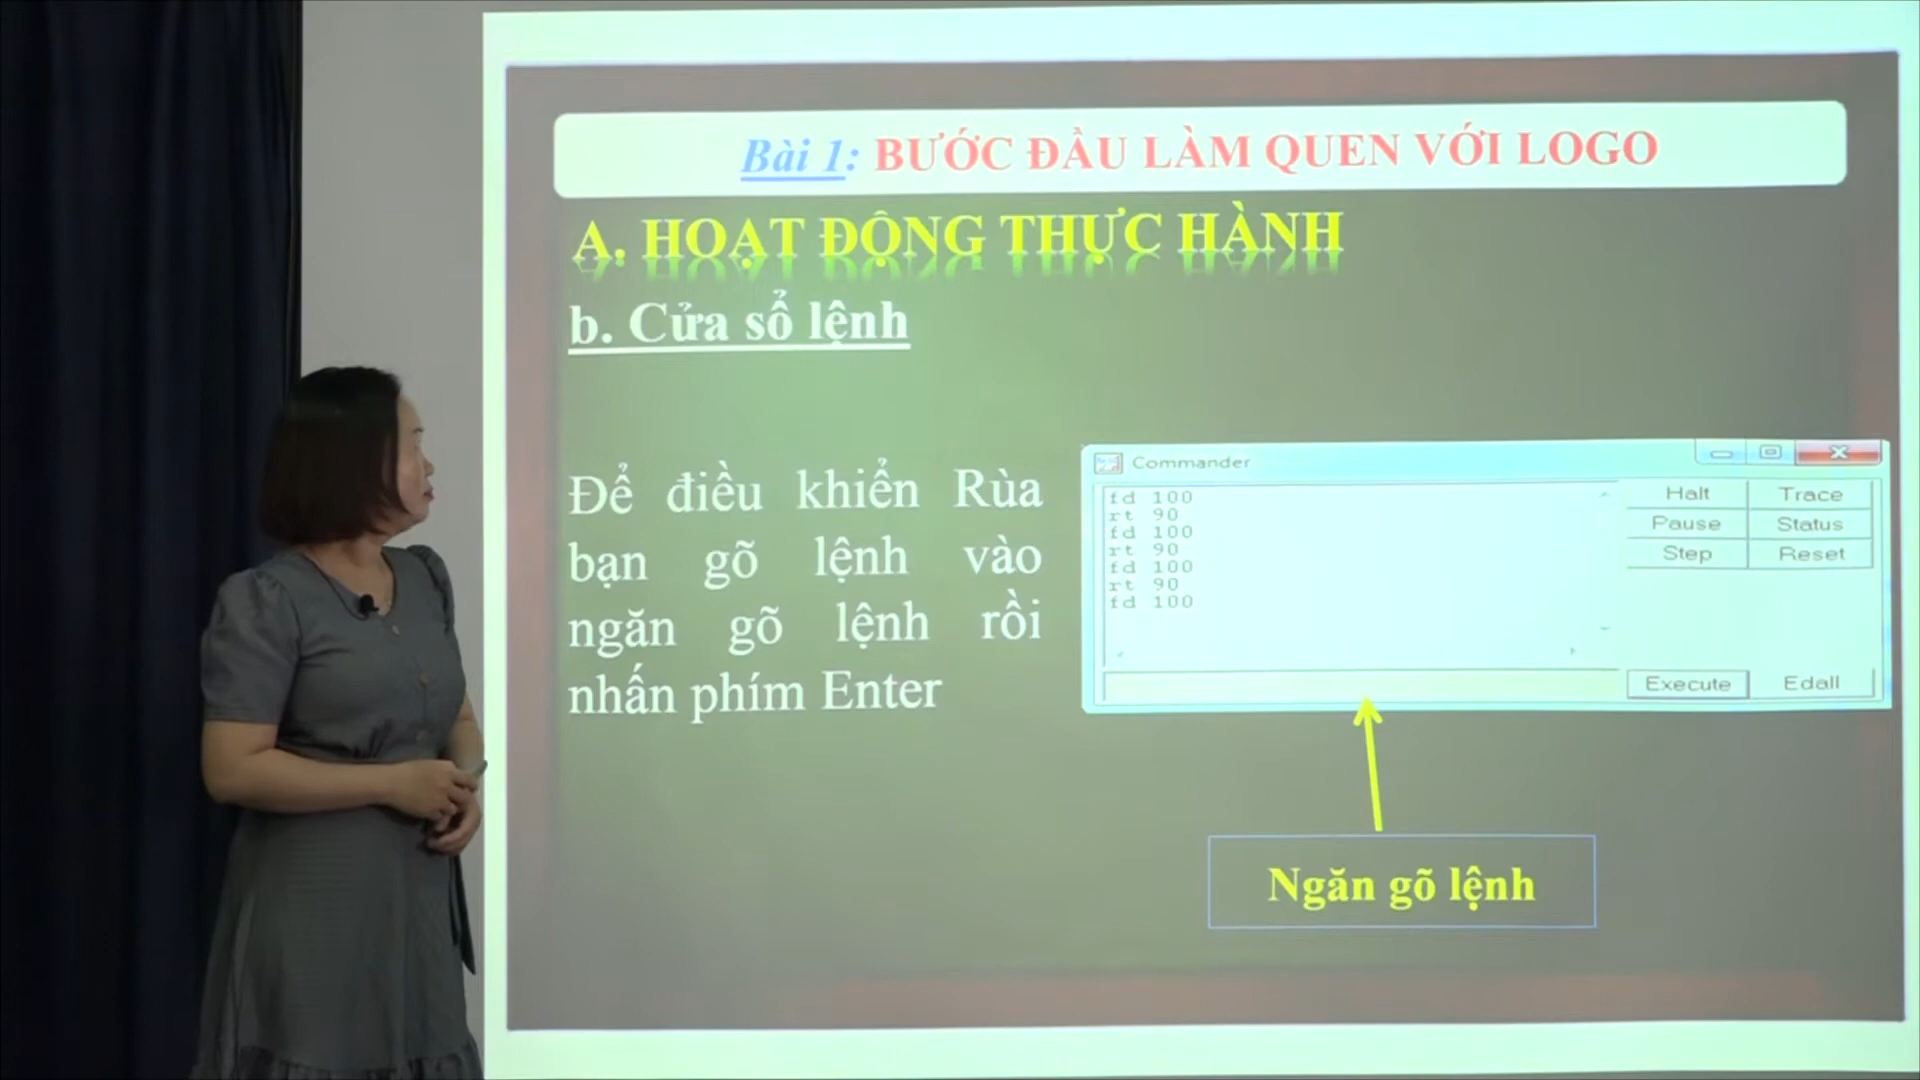 Bài 1: BƯỚC ĐẦU LÀM QUEN VỚI LOGO
A. HOẠT ĐỘNG THỰC HÀNH
b. Cửa sổ lệnh
Để điều khiển Rùa
bạn gõ lệnh vào
ngăn gõ lệnh rồi
nhấn phím Enter
Commander
fd 100
rt 90
fd 100
rt 90
fd 100
rt 90
fd 100
Halt Trace
Pause Status
Step Reset
Execute Edall
Ngăn gõ lệnh